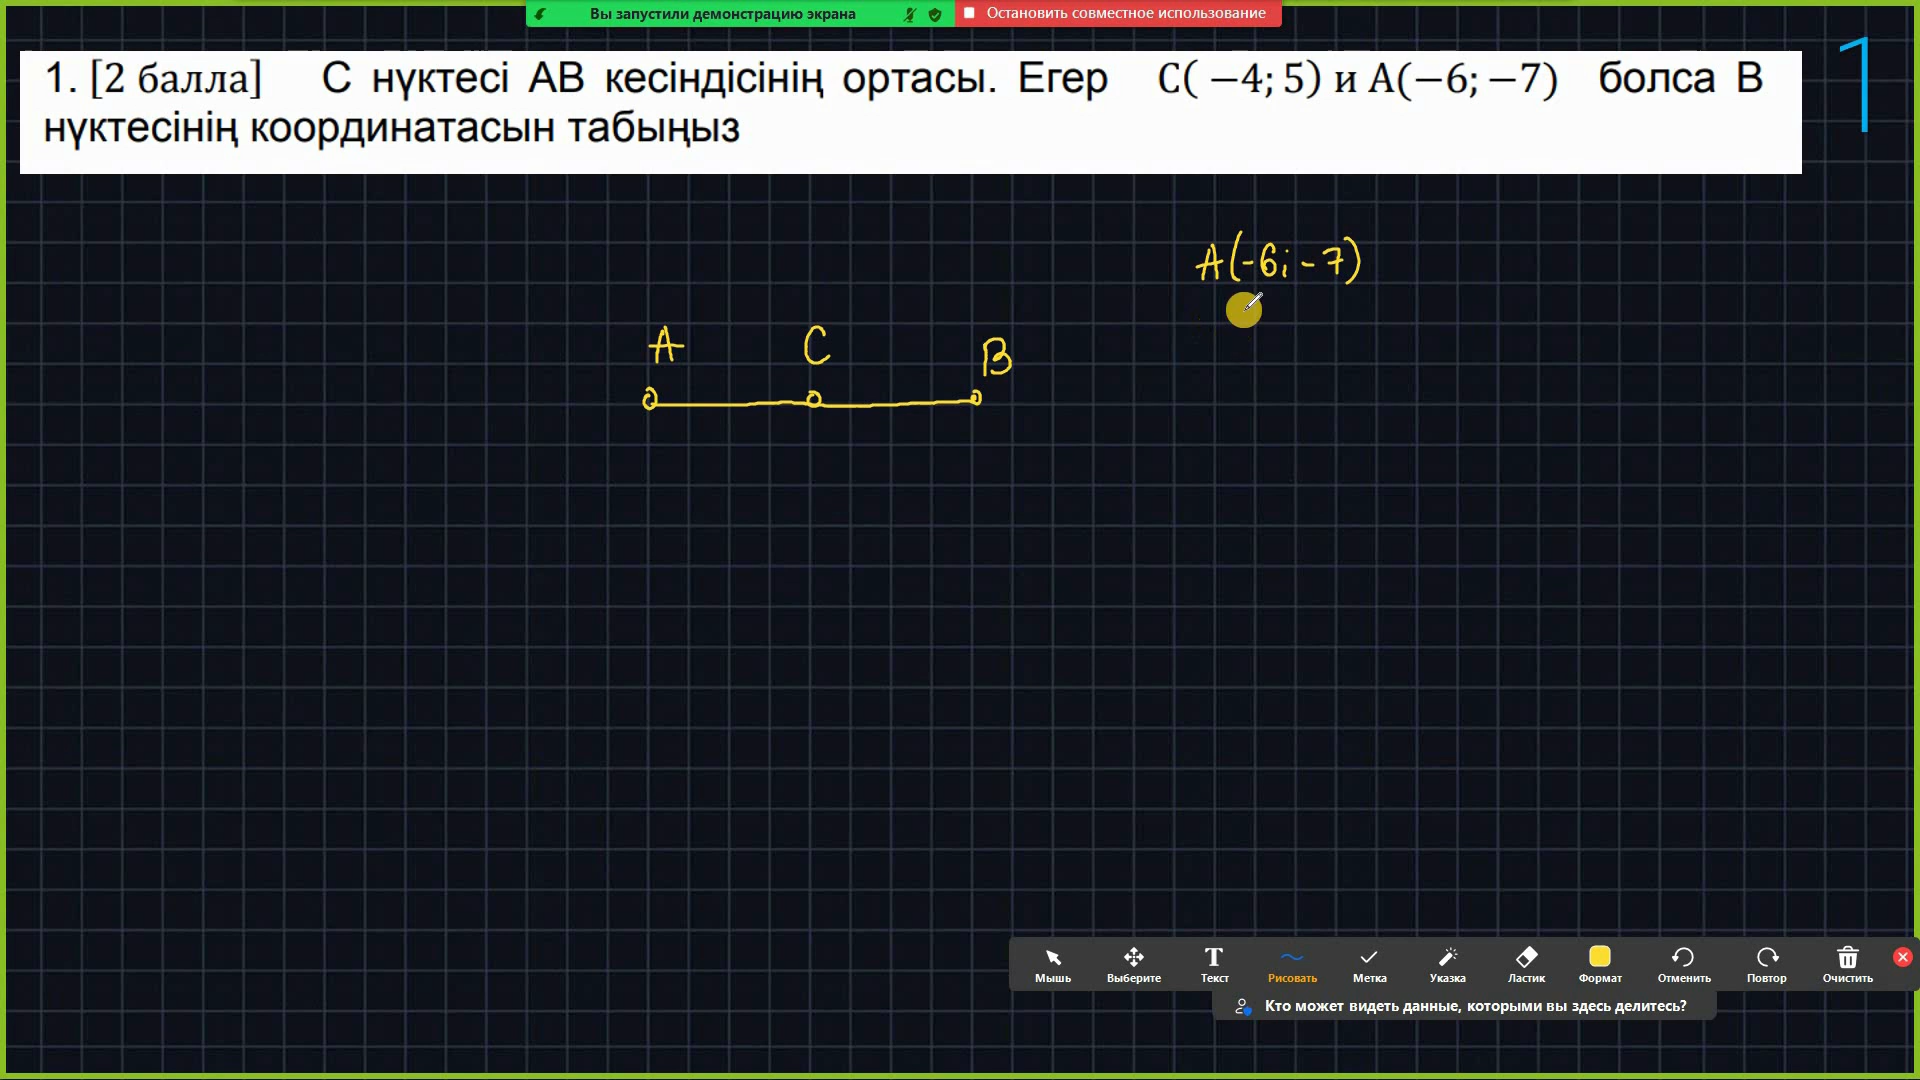 Вы запустили демонстрацию экрана
Остановить совместное использование
1. [2 балла] С нүктесі АВ кесіндісінің ортасы. Егер C( −4; 5) и A(−6; −7) болса В
нүктесінің координатасын табыңыз
1
A(-6; -7)
A C B
Мышь Выберите Текст Рисовать Метка Указка Ластик Формат Отменить Повтор Очистить
Кто может видеть данные, которыми вы здесь делитесь?